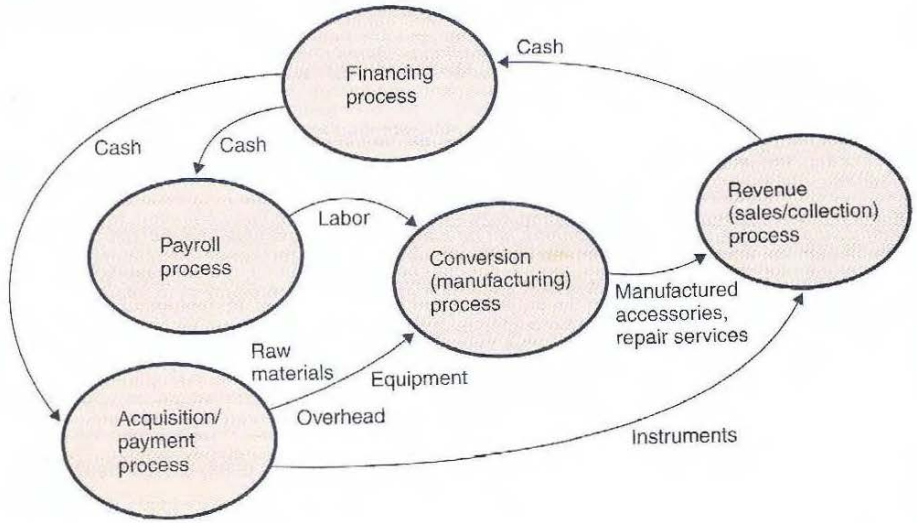 Cash
Financing
process
Cash
Cash
Revenue
(sales/collection)
process
Labor
Payroll
process
Conversion
(manufacturing)
process
Manufactured
accessories,
repair services
Raw
materials
Equipment
Overhead
Acquisition/
payment
process
Instruments